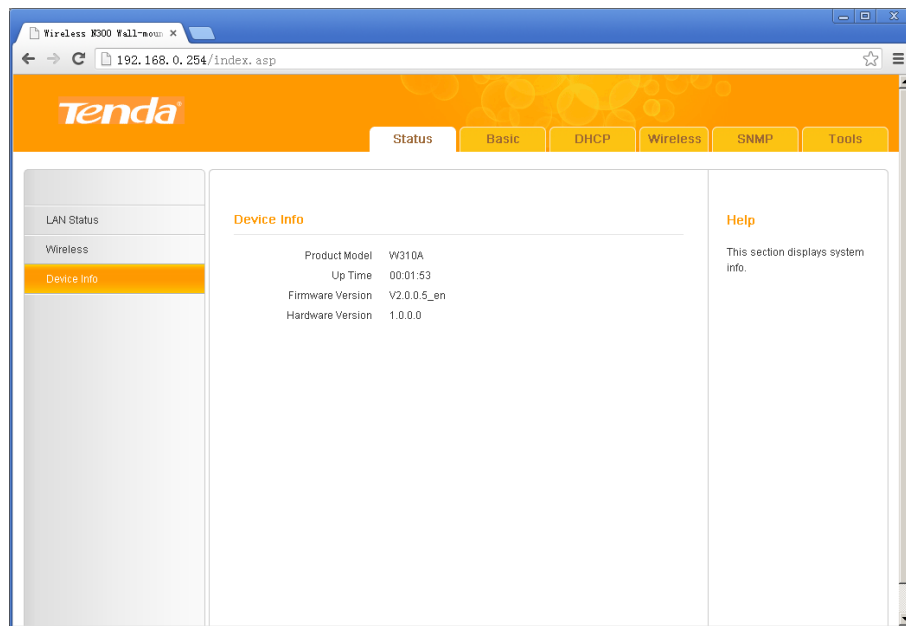 Wireless N300 Wall-moun
192.168.0.254/index.asp
Tenda
Status Basic DHCP Wireless SNMP Tools
LAN Status
Wireless
Device Info
Device Info
Product Model W310A
Up Time 00:01:53
Firmware Version V2.0.0.5_en
Hardware Version 1.0.0.0
Help
This section displays system
info.